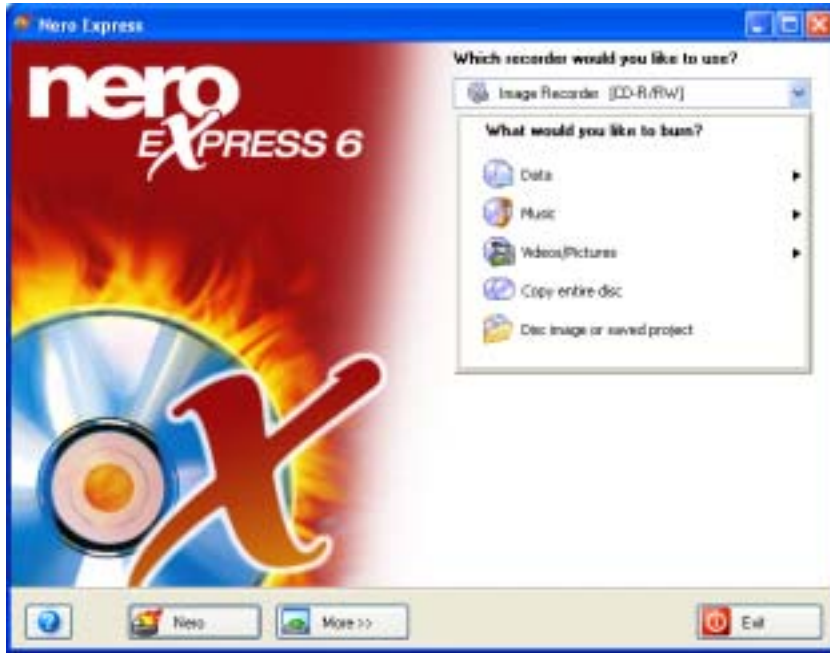 Nero Express
nero
EXPRESS 6
Which recorder would you like to use?
Image Recorder [CD-R/RW]
What would you like to burn?
Data
Music
Videos/Pictures
Copy entire disc
Disc image or saved project
Nero
More >>
Exit